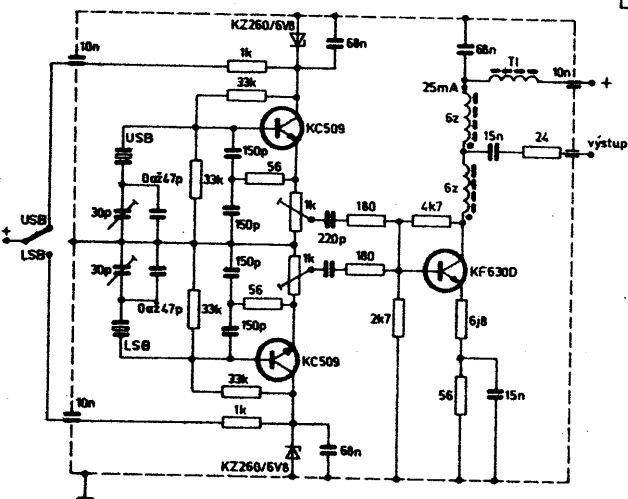 KZ260/6V8
10n
68n
1k
33k
KC509
USB
150p
0až47p
33k
56
30p
1k
150p
220p
180
4k7
68n
Tl
10n
+
25mA
6z
15n
24
výstup
6z
USB
+
LSB
30p
150p
1k
180
KF630D
0až47p
33k
56
150p
2k7
6j8
LSB
KC509
33k
56
15n
10n
1k
68n
KZ260/6V8